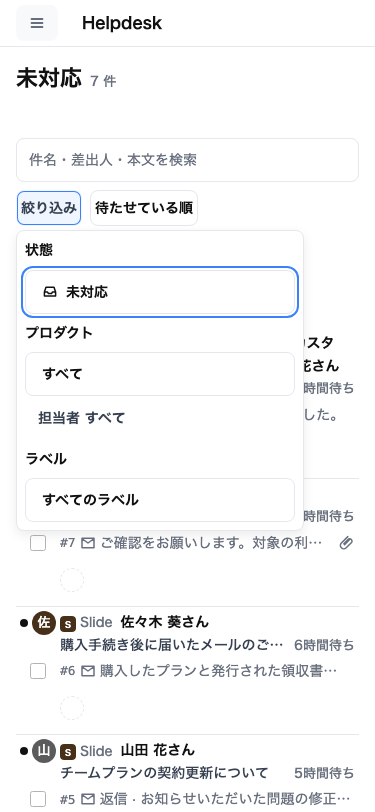 Helpdesk
未対応 7 件
件名・差出人・本文を検索
絞り込み 待たせている順
状態
未対応
プロダクト
すべて
担当者 すべて
ラベル
すべてのラベル
スタ
花さん
時間待ち
した。
時間待ち
#7 ご確認をお願いします。対象の利…
佐 s Slide 佐々木 葵さん
購入手続き後に届いたメールのご… 6時間待ち
#6 購入したプランと発行された領収書…
山 s Slide 山田 花さん
チームプランの契約更新について 5時間待ち
#5 返信 · お知らせいただいた問題の修正…